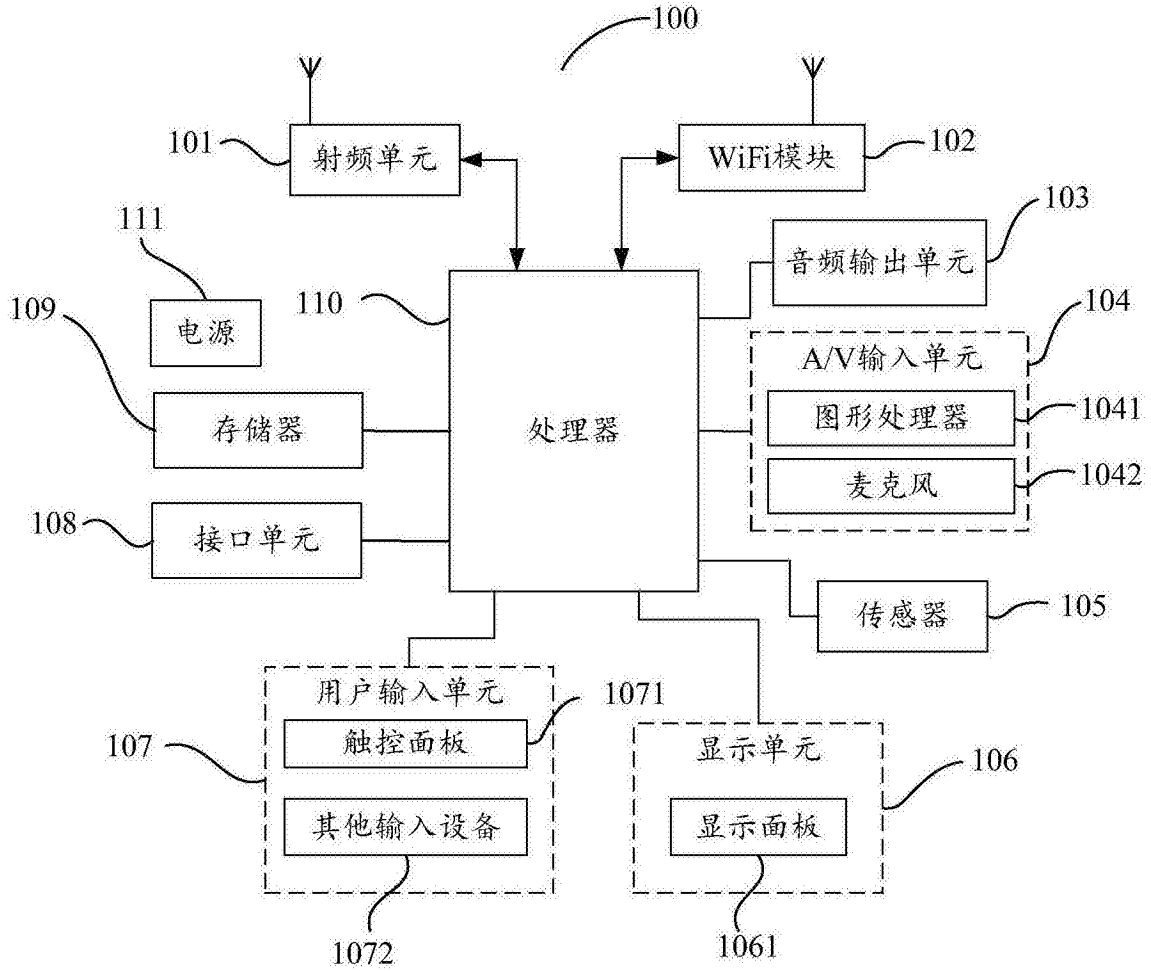 100
101
射频单元
WiFi模块
102
103
音频输出单元
111
电源
110
109
104
A/V输入单元
存储器
处理器
图形处理器
1041
麦克风
1042
108
接口单元
传感器
105
用户输入单元
1071
107
触控面板
显示单元
106
其他输入设备
显示面板
1072
1061